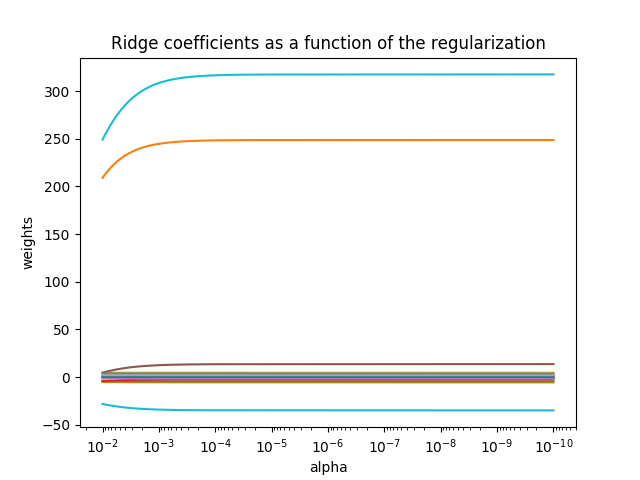 Ridge coefficients as a function of the regularization
300
250
200
150
100
50
0
−50
weights
10⁻² 10⁻³ 10⁻⁴ 10⁻⁵ 10⁻⁶ 10⁻⁷ 10⁻⁸ 10⁻⁹ 10⁻¹⁰
alpha